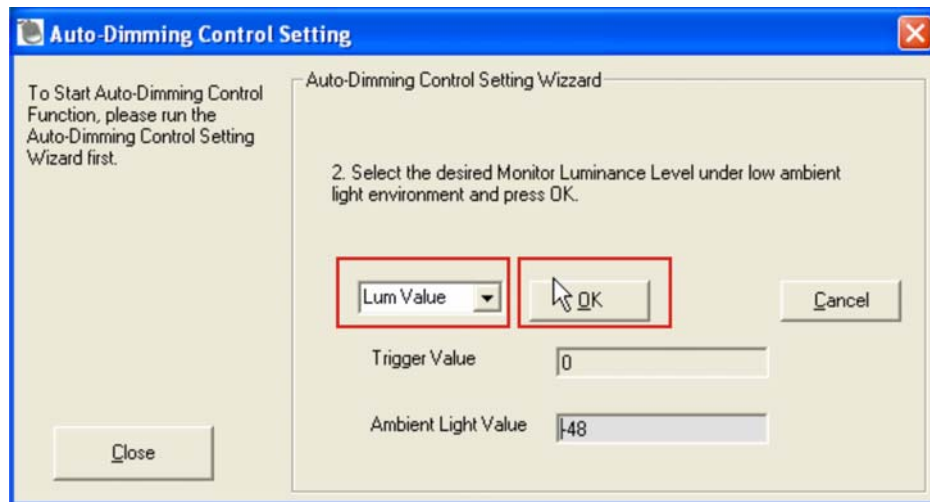 Auto-Dimming Control Setting
To Start Auto-Dimming Control
Function, please run the
Auto-Dimming Control Setting
Wizard first.
Auto-Dimming Control Setting Wizzard
2. Select the desired Monitor Luminance Level under low ambient
light environment and press OK.
Lum Value
OK
Cancel
Trigger Value
0
Ambient Light Value
-48
Close